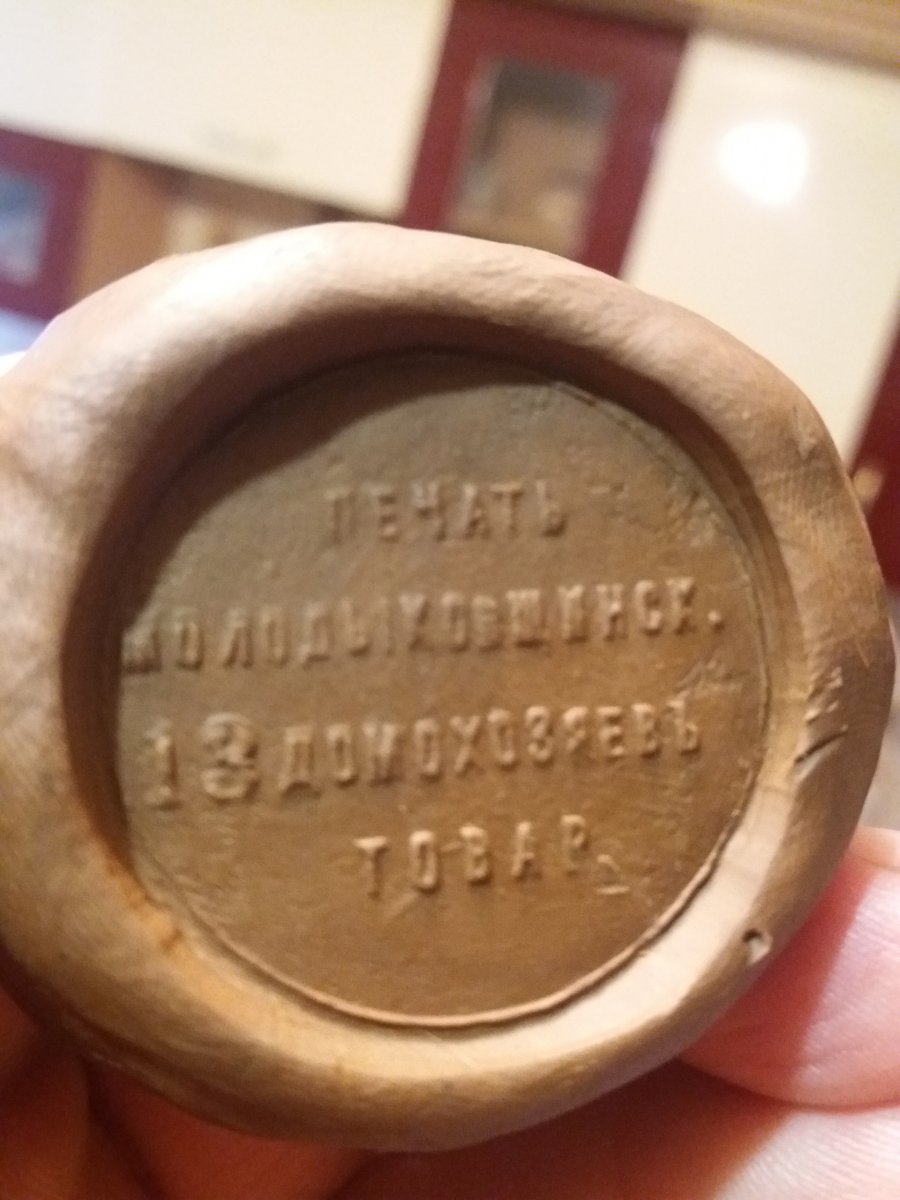 ПЕЧАТЬ
МОЛОДЫХОВЩИНСК.
13 ДОМОХОЗЯЕВЪ
ТОВАР.